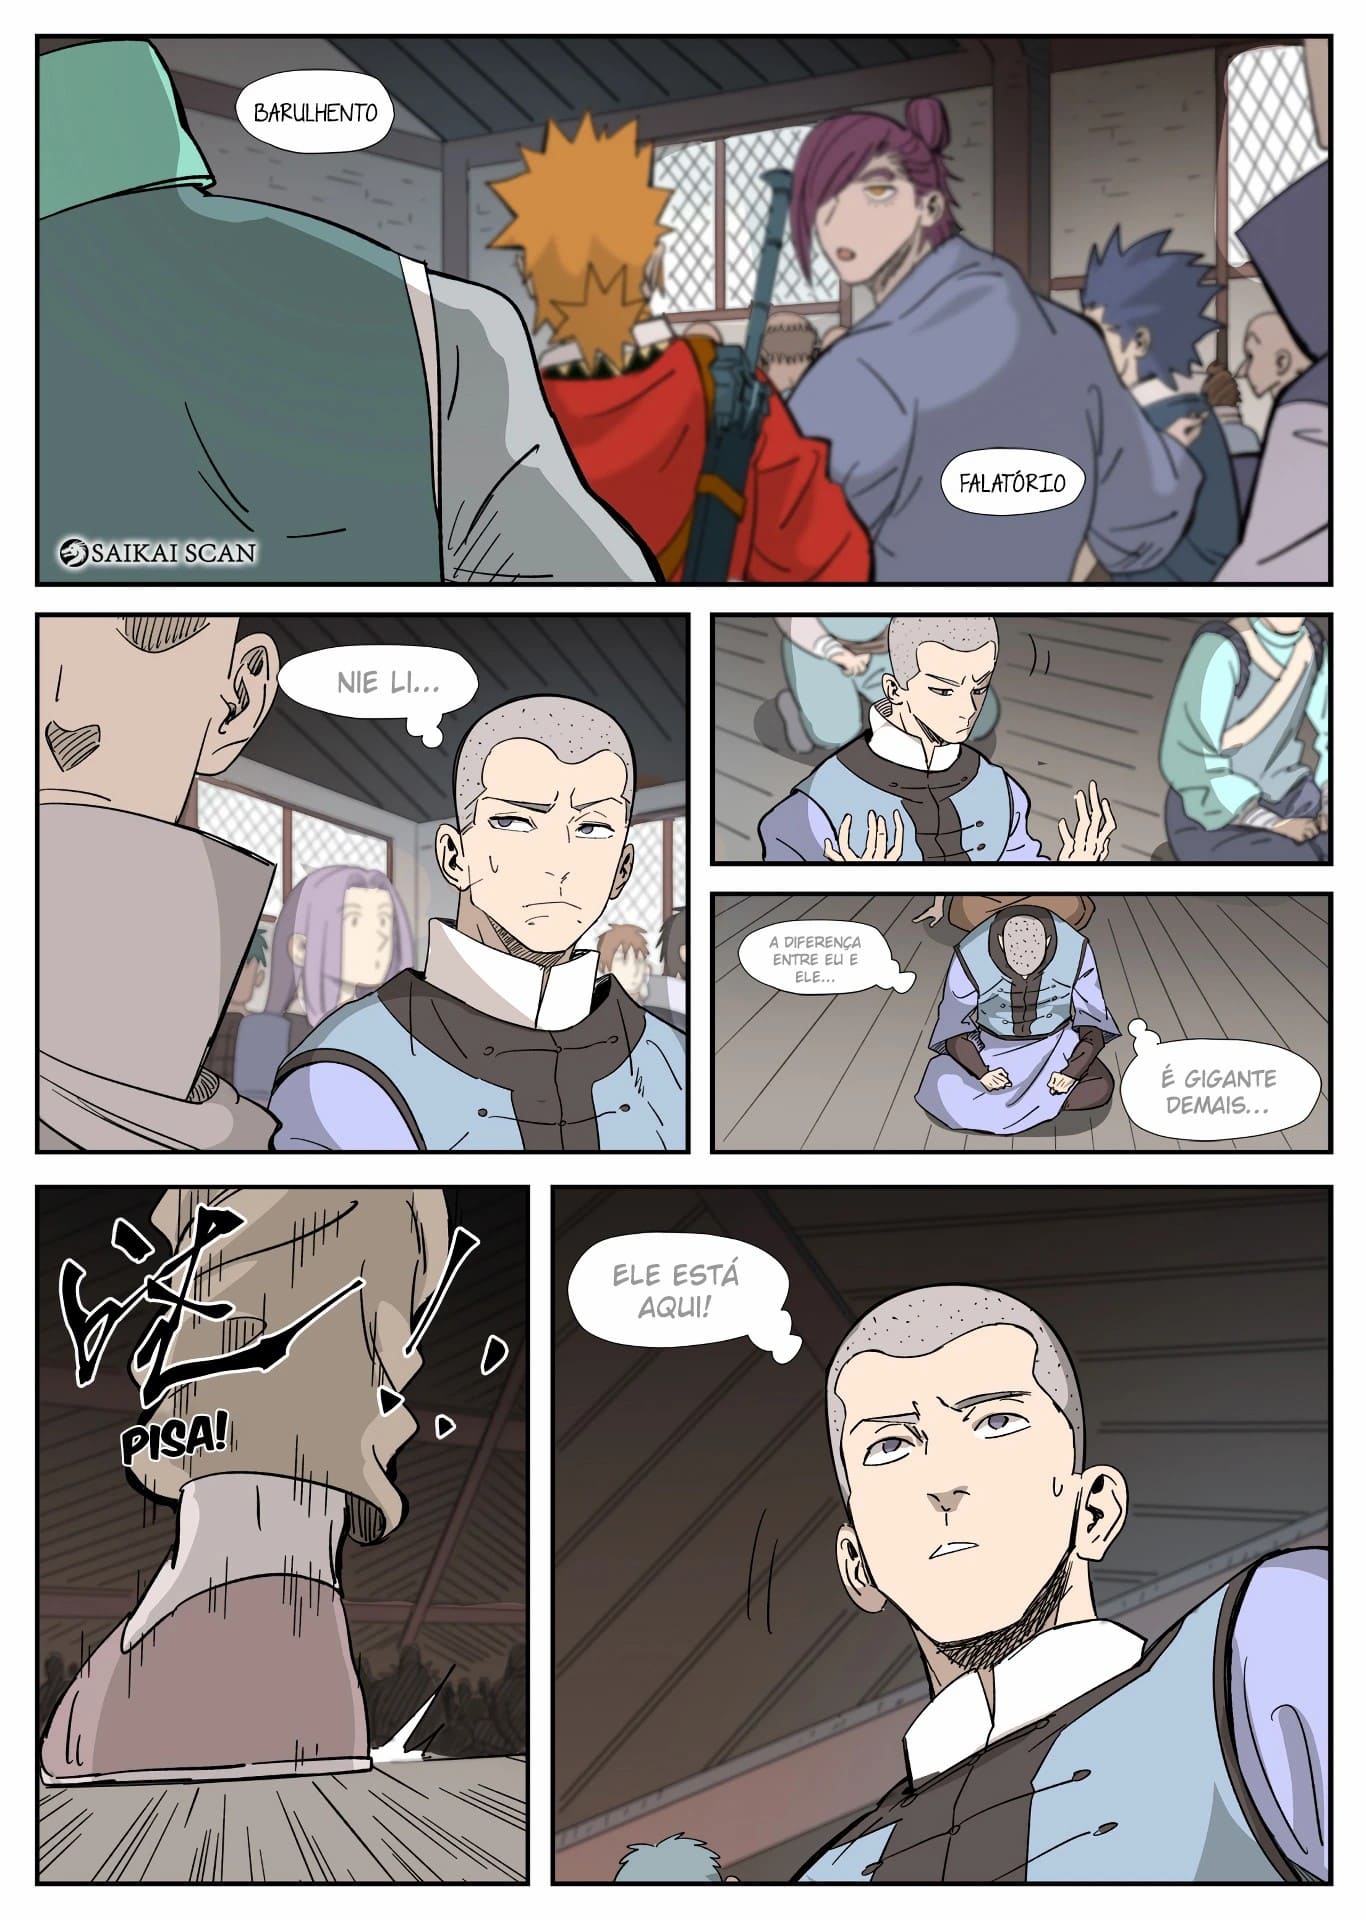 BARULHENTO
FALATÓRIO
SAIKAI SCAN
NIE LI...
A DIFERENÇA
ENTRE EU E
ELE...
É GIGANTE
DEMAIS...
PISA!
ELE ESTÁ
AQUI!